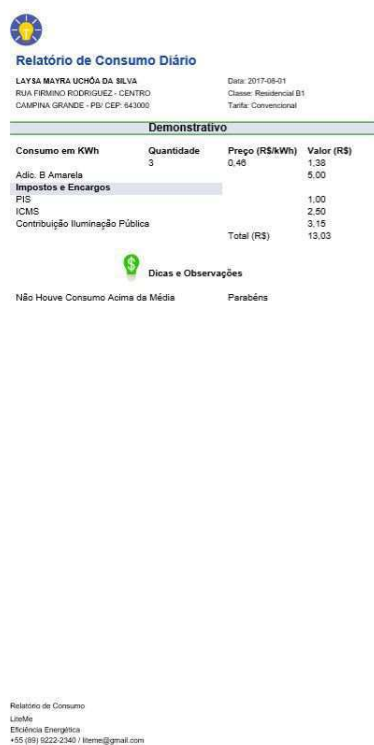 Relatório de Consumo Diário
LAYSA MAYRA UCHÔA DA SILVA Data: 2017-08-01
RUA FIRMINO RODRIGUEZ - CENTRO Classe: Residencial B1
CAMPINA GRANDE - PB/ CEP: 643000 Tarifa: Convencional
Demonstrativo
Consumo em KWh Quantidade Preço (R$/kWh) Valor (R$)
3 0,46 1,38
Adic. B Amarela 5,00
Impostos e Encargos
PIS 1,00
ICMS 2,50
Contribuição Iluminação Pública 3,15
Total (R$) 13,03
$ Dicas e Observações
Não Houve Consumo Acima da Média Parabéns
Relatório de Consumo
LiteMe
Eficiência Energética
+55 (89) 9222-2340 / liteme@gmail.com